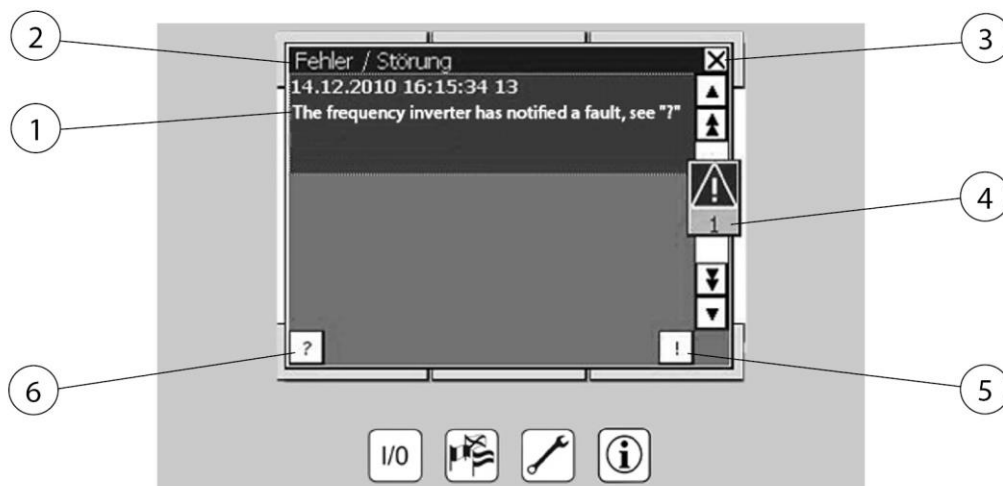 2
3
Fehler / Störung
14.12.2010 16:15:34 13
1
The frequency inverter has notified a fault, see "?"
!
1
4
?
!
6
5
I/0
i